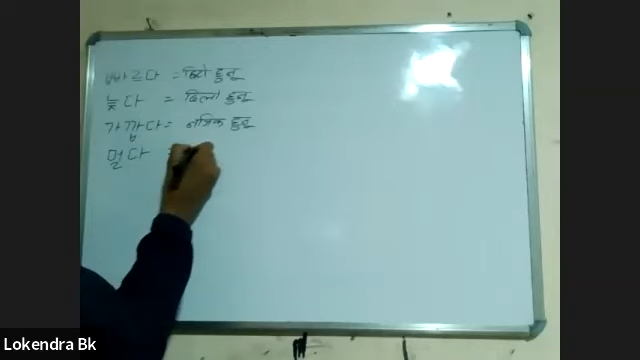 빠르다 = छिटो हुनू
늦다 = ढिलो हुनू
가깝다 = नजिक हुनू
멀다 =
Lokendra Bk